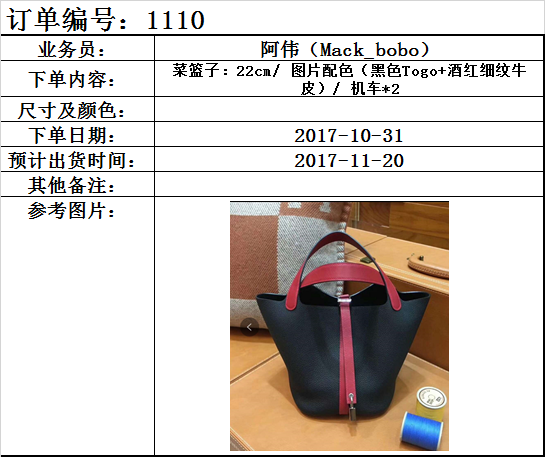 订单编号：1110
业务员：
阿伟（Mack_bobo）
下单内容：
菜篮子：22cm/ 图片配色（黑色Togo+酒红细纹牛
皮）/ 机车*2
尺寸及颜色：
下单日期：
2017-10-31
预计出货时间：
2017-11-20
其他备注：
参考图片：